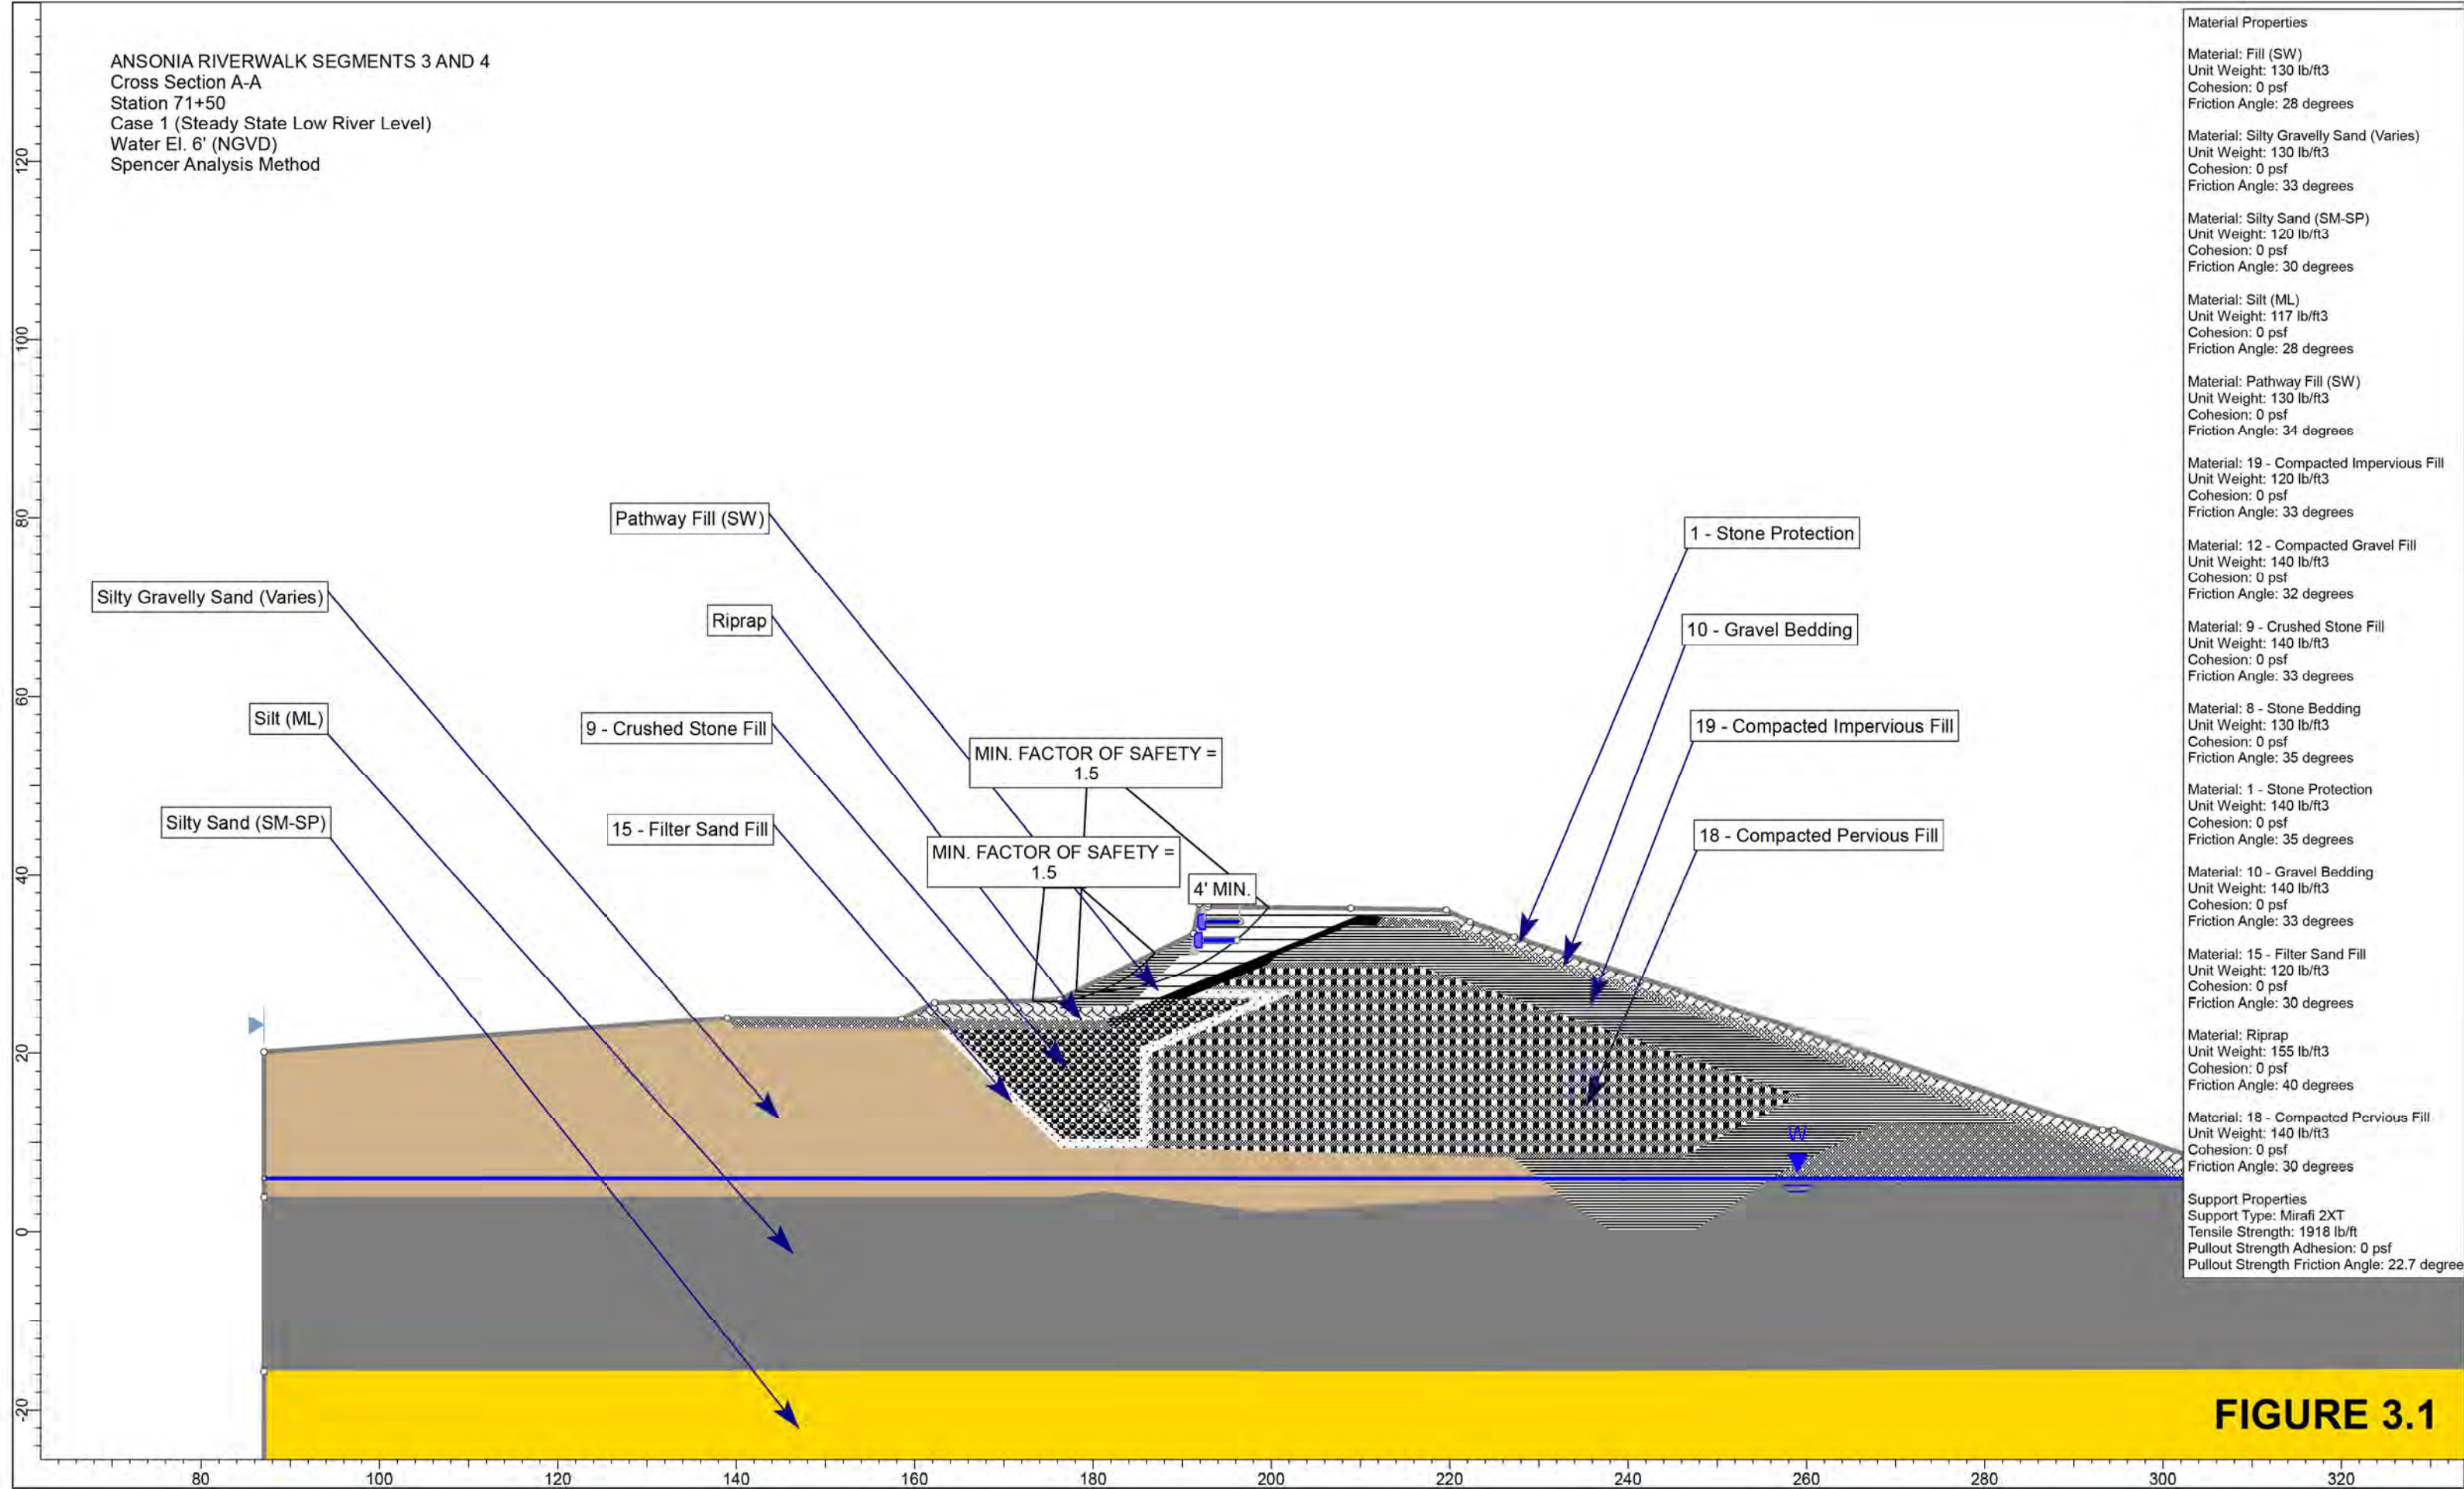 ANSONIA RIVERWALK SEGMENTS 3 AND 4
Cross Section A-A
Station 71+50
Case 1 (Steady State Low River Level)
Water El. 6' (NGVD)
Spencer Analysis Method
Pathway Fill (SW)
Silty Gravelly Sand (Varies)
Riprap
Silt (ML)
9 - Crushed Stone Fill
Silty Sand (SM-SP)
15 - Filter Sand Fill
MIN. FACTOR OF SAFETY =
1.5
MIN. FACTOR OF SAFETY =
1.5
4' MIN.
1 - Stone Protection
10 - Gravel Bedding
19 - Compacted Impervious Fill
18 - Compacted Pervious Fill
W
Material Properties
Material: Fill (SW)
Unit Weight: 130 lb/ft3
Cohesion: 0 psf
Friction Angle: 28 degrees
Material: Silty Gravelly Sand (Varies)
Unit Weight: 130 lb/ft3
Cohesion: 0 psf
Friction Angle: 33 degrees
Material: Silty Sand (SM-SP)
Unit Weight: 120 lb/ft3
Cohesion: 0 psf
Friction Angle: 30 degrees
Material: Silt (ML)
Unit Weight: 117 lb/ft3
Cohesion: 0 psf
Friction Angle: 28 degrees
Material: Pathway Fill (SW)
Unit Weight: 130 lb/ft3
Cohesion: 0 psf
Friction Angle: 34 degrees
Material: 19 - Compacted Impervious Fill
Unit Weight: 120 lb/ft3
Cohesion: 0 psf
Friction Angle: 33 degrees
Material: 12 - Compacted Gravel Fill
Unit Weight: 140 lb/ft3
Cohesion: 0 psf
Friction Angle: 32 degrees
Material: 9 - Crushed Stone Fill
Unit Weight: 140 lb/ft3
Cohesion: 0 psf
Friction Angle: 33 degrees
Material: 8 - Stone Bedding
Unit Weight: 130 lb/ft3
Cohesion: 0 psf
Friction Angle: 35 degrees
Material: 1 - Stone Protection
Unit Weight: 140 lb/ft3
Cohesion: 0 psf
Friction Angle: 35 degrees
Material: 10 - Gravel Bedding
Unit Weight: 140 lb/ft3
Cohesion: 0 psf
Friction Angle: 33 degrees
Material: 15 - Filter Sand Fill
Unit Weight: 120 lb/ft3
Cohesion: 0 psf
Friction Angle: 30 degrees
Material: Riprap
Unit Weight: 155 lb/ft3
Cohesion: 0 psf
Friction Angle: 40 degrees
Material: 18 - Compacted Pervious Fill
Unit Weight: 140 lb/ft3
Cohesion: 0 psf
Friction Angle: 30 degrees
Support Properties
Support Type: Mirafi 2XT
Tensile Strength: 1918 lb/ft
Pullout Strength Adhesion: 0 psf
Pullout Strength Friction Angle: 22.7 degree
FIGURE 3.1
120
100
80
60
40
20
0
-20
80 100 120 140 160 180 200 220 240 260 280 300 320